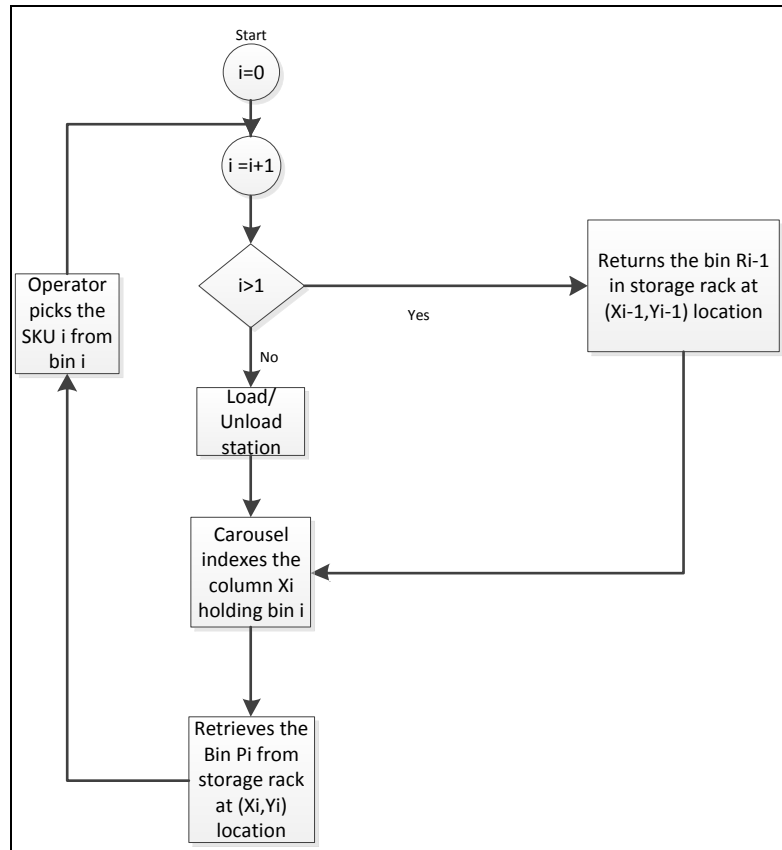 Start
i=0
i =i+1
i>1
Yes
No
Returns the bin Ri-1
in storage rack at
(Xi-1,Yi-1) location
Operator
picks the
SKU i from
bin i
Load/
Unload
station
Carousel
indexes the
column Xi
holding bin i
Retrieves the
Bin Pi from
storage rack
at (Xi,Yi)
location